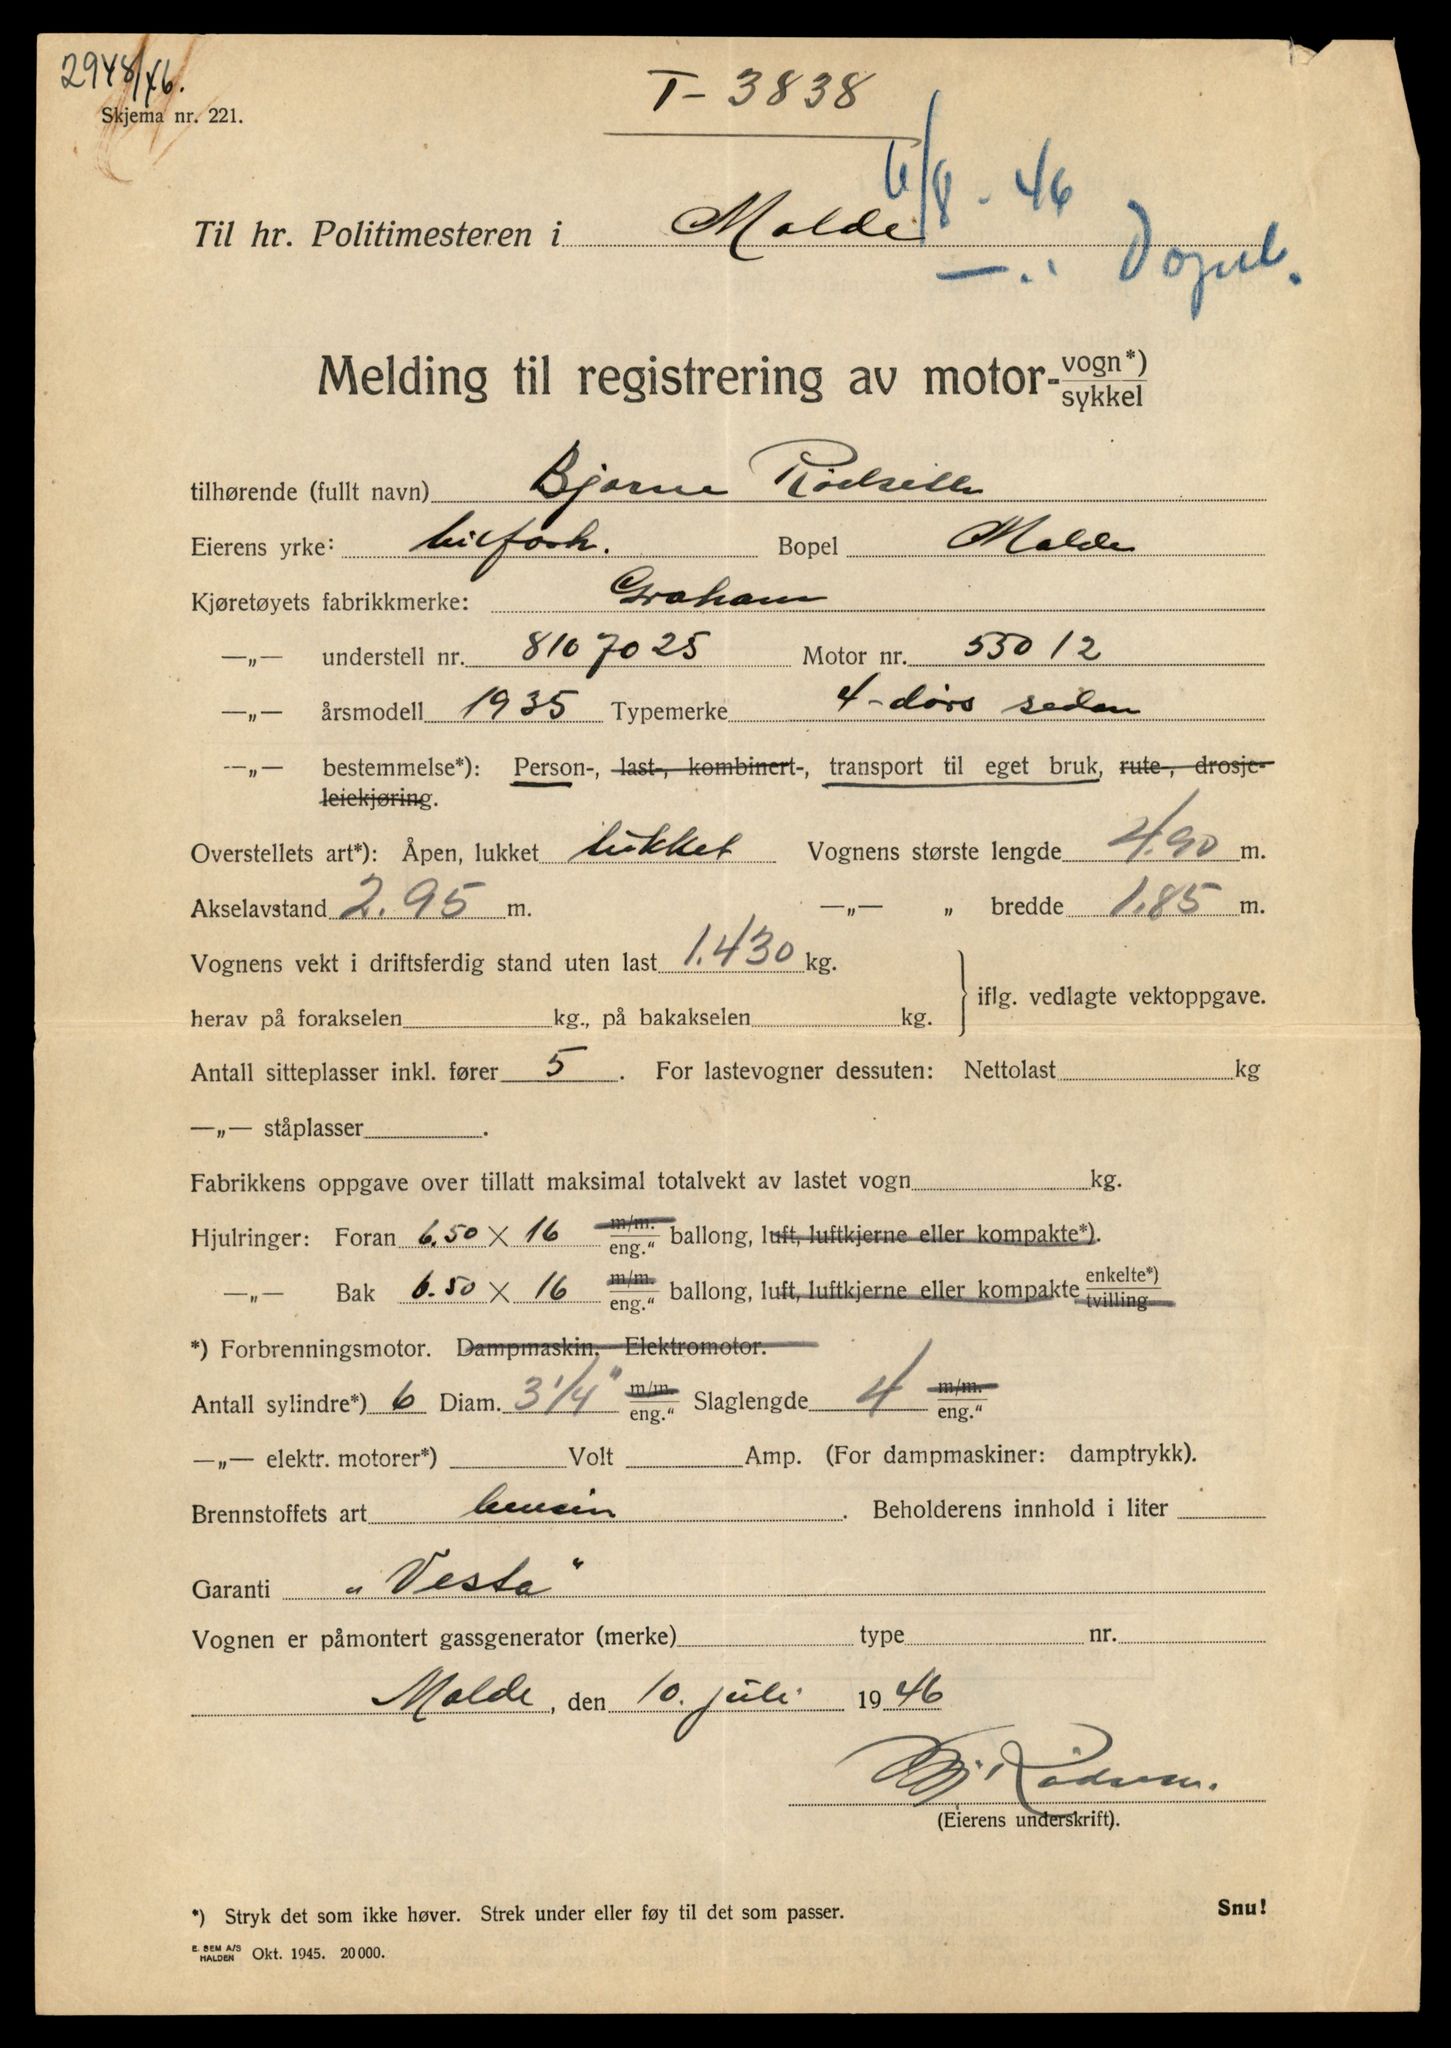 2948/46.
T-3838
Skjema nr. 221.
6/8 - 46
Til hr. Politimesteren i Molde
Melding til registrering av motor- vogn*) sykkel
tilhørende (fullt navn) Bjarne Rødseth
Eierens yrke: bilforh. Bopel Molde
Kjøretøyets fabrikkmerke: Graham
—„— understell nr. 8107025 Motor nr. 55012
—„— årsmodell 1935 Typemerke 4-dørs sedan
—„— bestemmelse*): Person-, last-, kombinert-, transport til eget bruk, rute-, drosje-
leiekjøring.
Overstellets art*): Åpen, lukket lukket Vognens største lengde 4.90 m.
Akselavstand 2.95 m. —„— „ bredde 1.85 m.
Vognens vekt i driftsferdig stand uten last 1.430 kg.
iflg. vedlagte vektoppgave.
herav på forakselen kg., på bakakselen kg.
Antall sitteplasser inkl. fører 5. For lastevogner dessuten: Nettolast kg
—„— ståplasser.
Fabrikkens oppgave over tillatt maksimal totalvekt av lastet vogn kg.
Hjulringer: Foran 6.50 × 16 m/m. eng." ballong, luft, luftkjerne eller kompakte*).
—„— Bak 6.50 × 16 m/m. eng." ballong, luft, luftkjerne eller kompakte enkelte*) tvilling
*) Forbrenningsmotor. Dampmaskin. Elektromotor.
Antall sylindre*) 6 Diam. 3 1/4" m/m. eng." Slaglengde 4 m/m. eng."
—„— elektr. motorer*) Volt Amp. (For dampmaskiner: damptrykk).
Brennstoffets art bensin. Beholderens innhold i liter
Garanti „Vesta"
Vognen er påmontert gassgenerator (merke) type nr.
Molde, den 10. juli 1946
Bj. Rødseth.
(Eierens underskrift).
*) Stryk det som ikke høver. Strek under eller føy til det som passer. Snu!
E. SEM A/S HALDEN Okt. 1945. 20000.